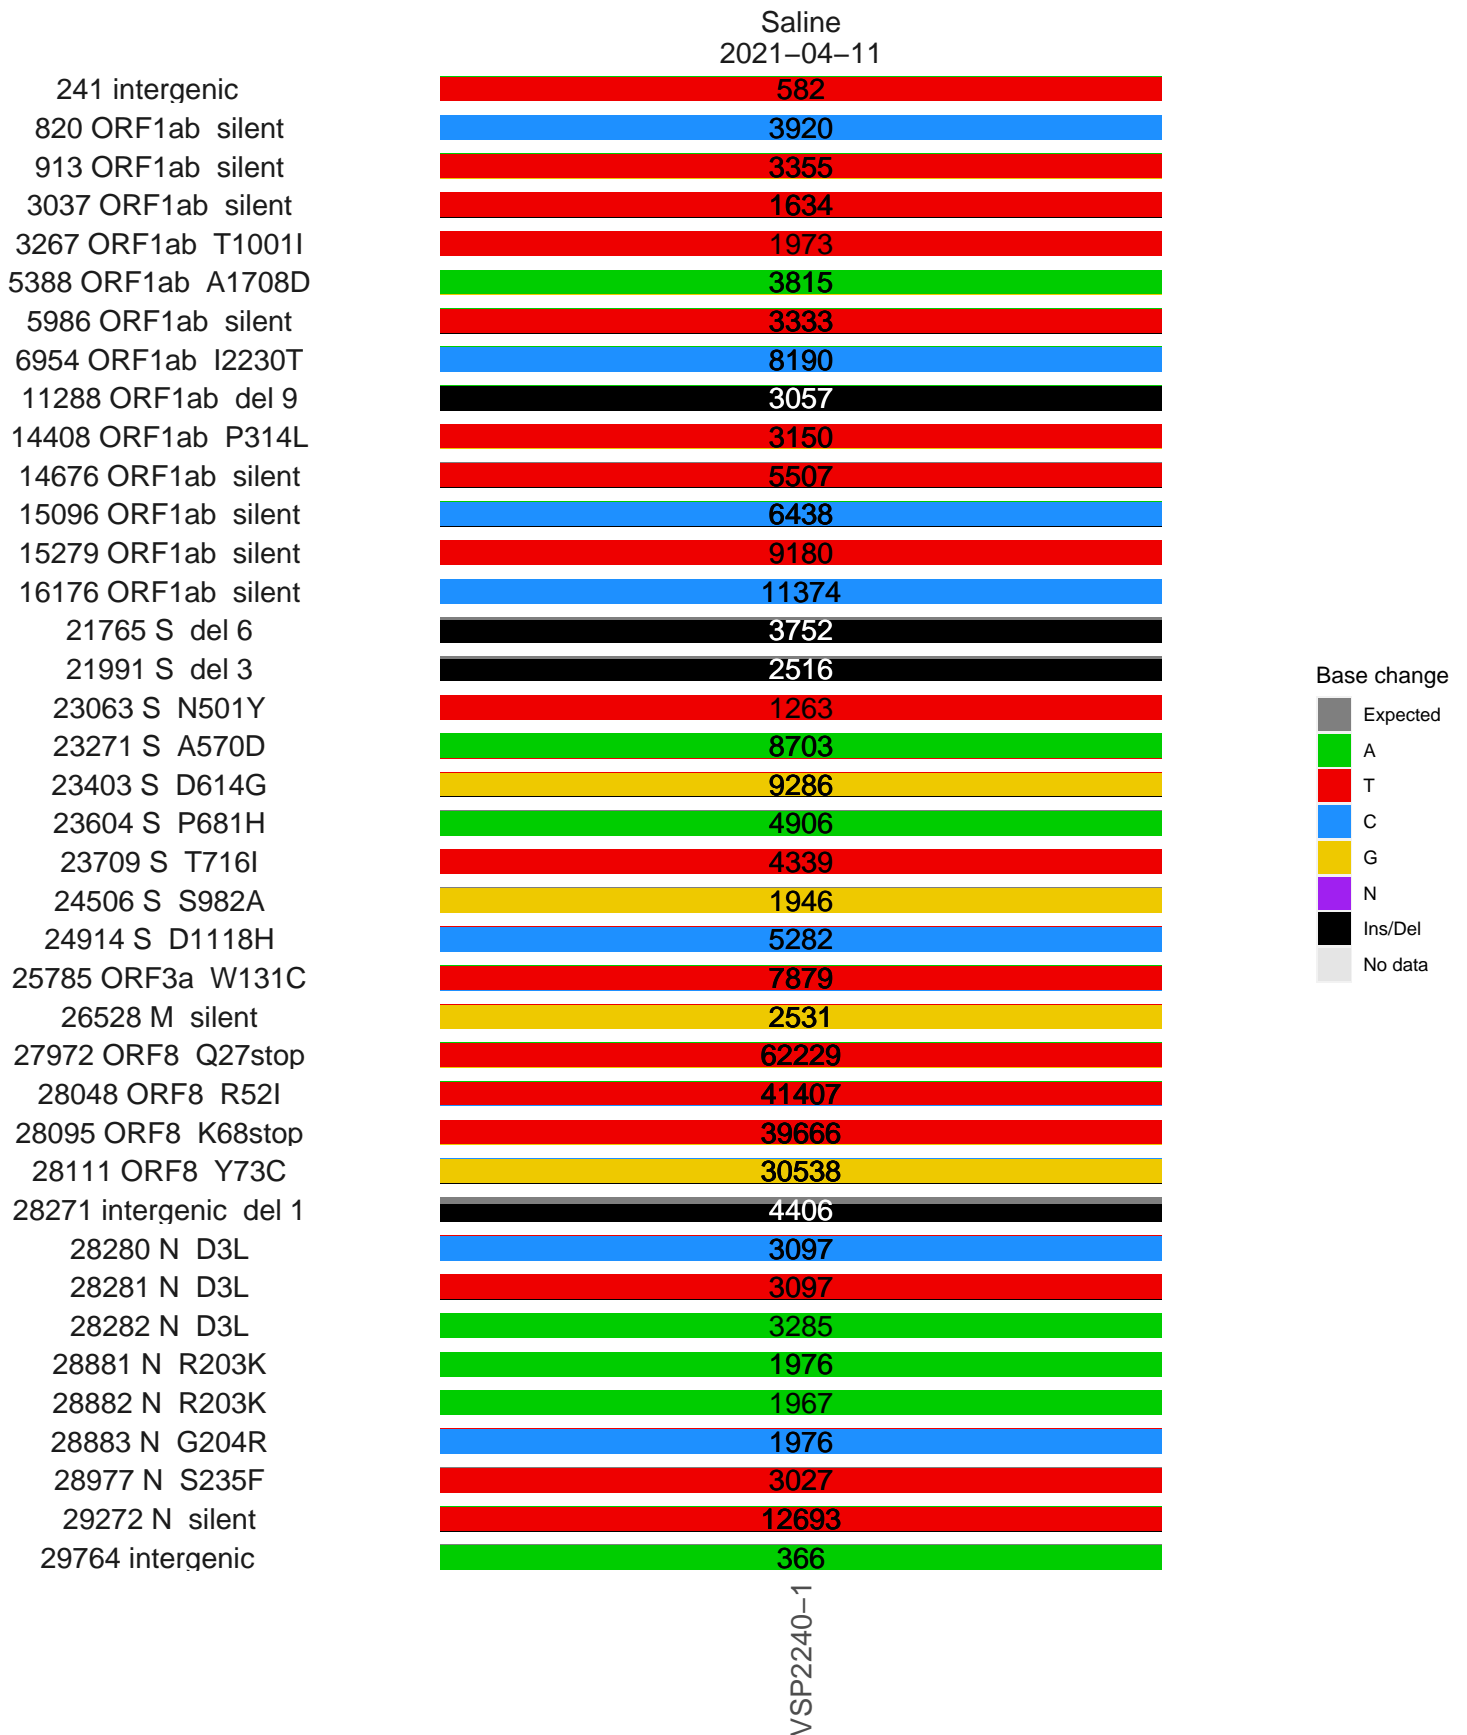 Saline
2021−04−11
241 intergenic 582
820 ORF1ab silent 3920
913 ORF1ab silent 3355
3037 ORF1ab silent 1634
3267 ORF1ab T1001I 1973
5388 ORF1ab A1708D 3815
5986 ORF1ab silent 3333
6954 ORF1ab I2230T 8190
11288 ORF1ab del 9 3057
14408 ORF1ab P314L 3150
14676 ORF1ab silent 5507
15096 ORF1ab silent 6438
15279 ORF1ab silent 9180
16176 ORF1ab silent 11374
21765 S del 6 3752
21991 S del 3 2516
23063 S N501Y 1263
23271 S A570D 8703
23403 S D614G 9286
23604 S P681H 4906
23709 S T716I 4339
24506 S S982A 1946
24914 S D1118H 5282
25785 ORF3a W131C 7879
26528 M silent 2531
27972 ORF8 Q27stop 62229
28048 ORF8 R52I 41407
28095 ORF8 K68stop 39666
28111 ORF8 Y73C 30538
28271 intergenic del 1 4406
28280 N D3L 3097
28281 N D3L 3097
28282 N D3L 3285
28881 N R203K 1976
28882 N R203K 1967
28883 N G204R 1976
28977 N S235F 3027
29272 N silent 12693
29764 intergenic 366
VSP2240−1
Base change
Expected
A
T
C
G
N
Ins/Del
No data